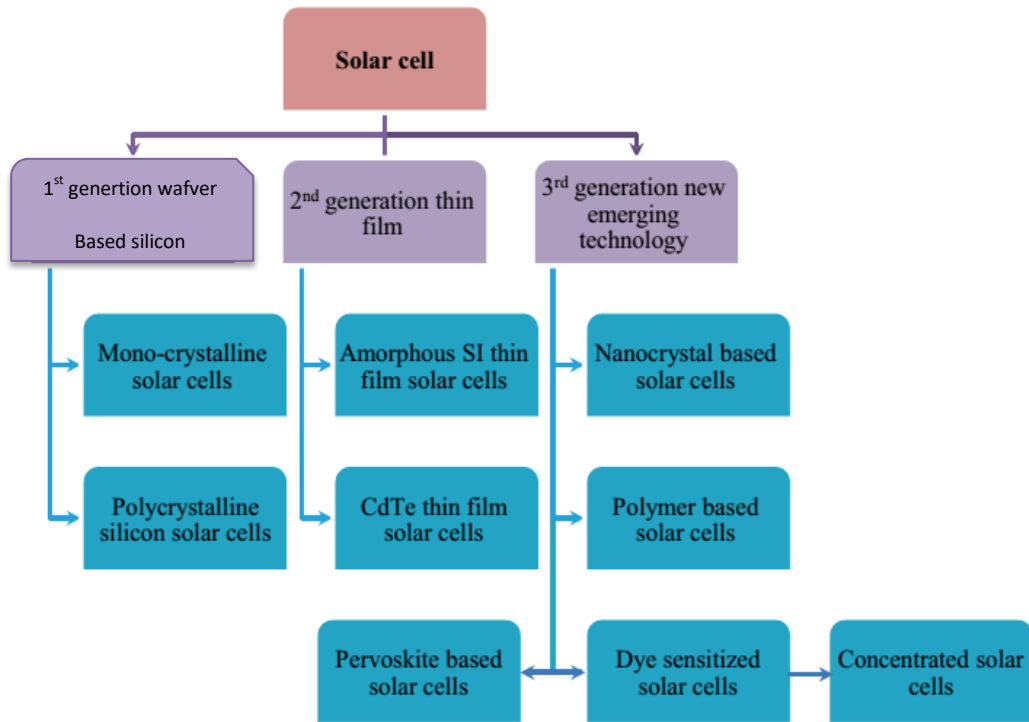 Solar cell
1st genertion wafver
Based silicon
2nd generation thin
film
3rd generation new
emerging
technology
Mono-crystalline
solar cells
Amorphous SI thin
film solar cells
Nanocrystal based
solar cells
Polycrystalline
silicon solar cells
CdTe thin film
solar cells
Polymer based
solar cells
Pervoskite based
solar cells
Dye sensitized
solar cells
Concentrated solar
cells